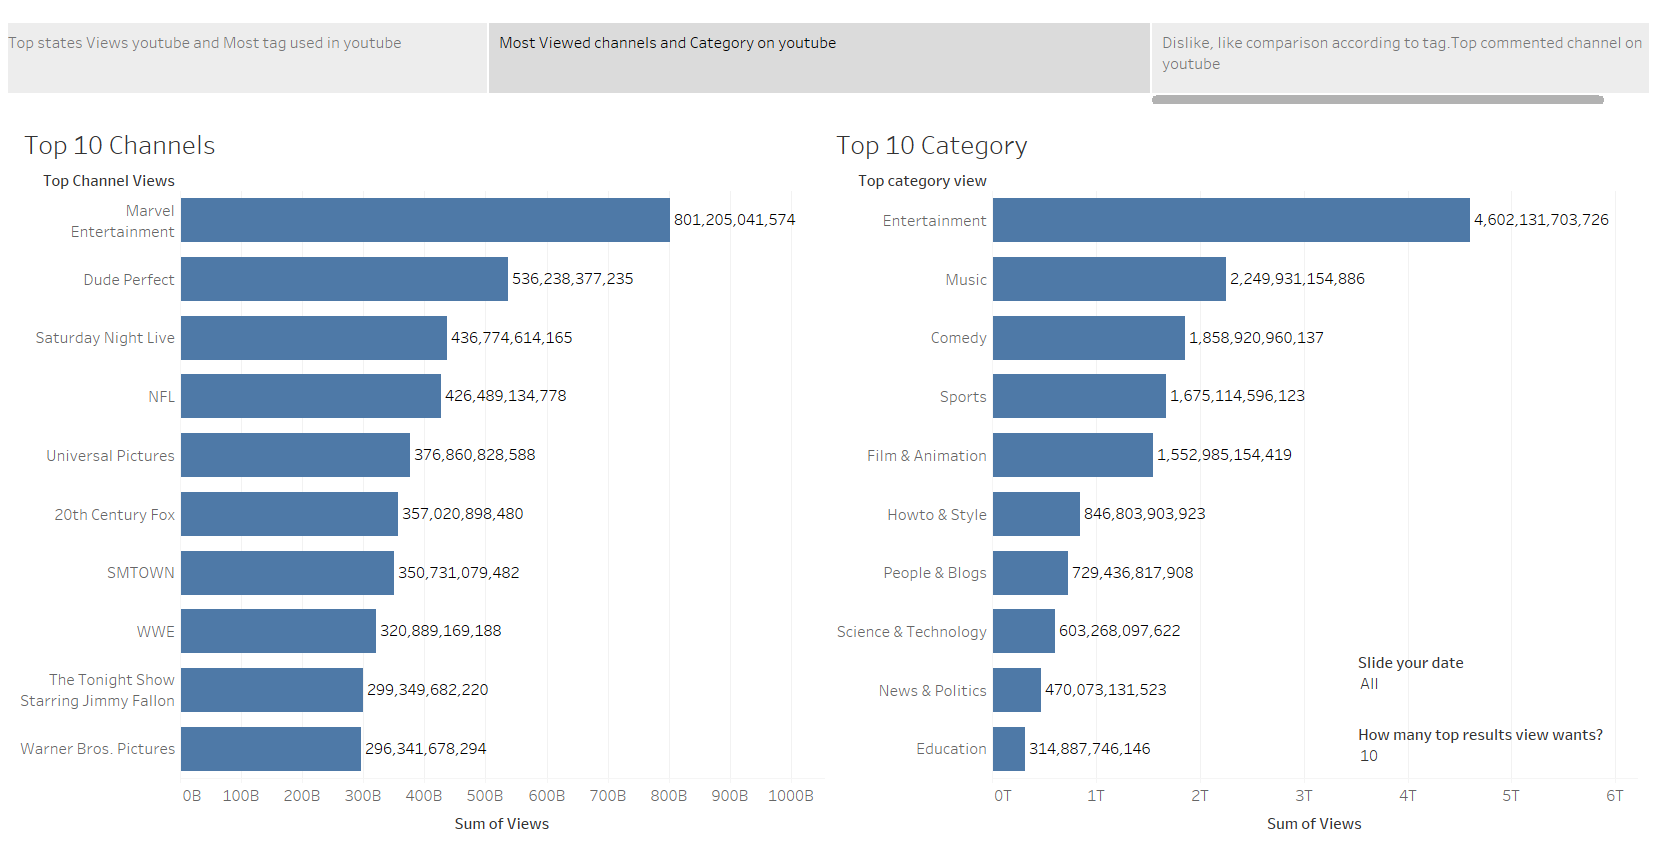 Top states Views youtube and Most tag used in youtube
Most Viewed channels and Category on youtube
Dislike, like comparison according to tag.Top commented channel on
youtube
Top 10 Channels
Top Channel Views
Marvel
Entertainment
801,205,041,574
Dude Perfect
536,238,377,235
Saturday Night Live
436,774,614,165
NFL
426,489,134,778
Universal Pictures
376,860,828,588
20th Century Fox
357,020,898,480
SMTOWN
350,731,079,482
WWE
320,889,169,188
The Tonight Show
Starring Jimmy Fallon
299,349,682,220
Warner Bros. Pictures
296,341,678,294
0B 100B 200B 300B 400B 500B 600B 700B 800B 900B 1000B
Sum of Views
Top 10 Category
Top category view
Entertainment
4,602,131,703,726
Music
2,249,931,154,886
Comedy
1,858,920,960,137
Sports
1,675,114,596,123
Film & Animation
1,552,985,154,419
Howto & Style
846,803,903,923
People & Blogs
729,436,817,908
Science & Technology
603,268,097,622
News & Politics
470,073,131,523
Education
314,887,746,146
0T 1T 2T 3T 4T 5T 6T
Sum of Views
Slide your date
All
How many top results view wants?
10